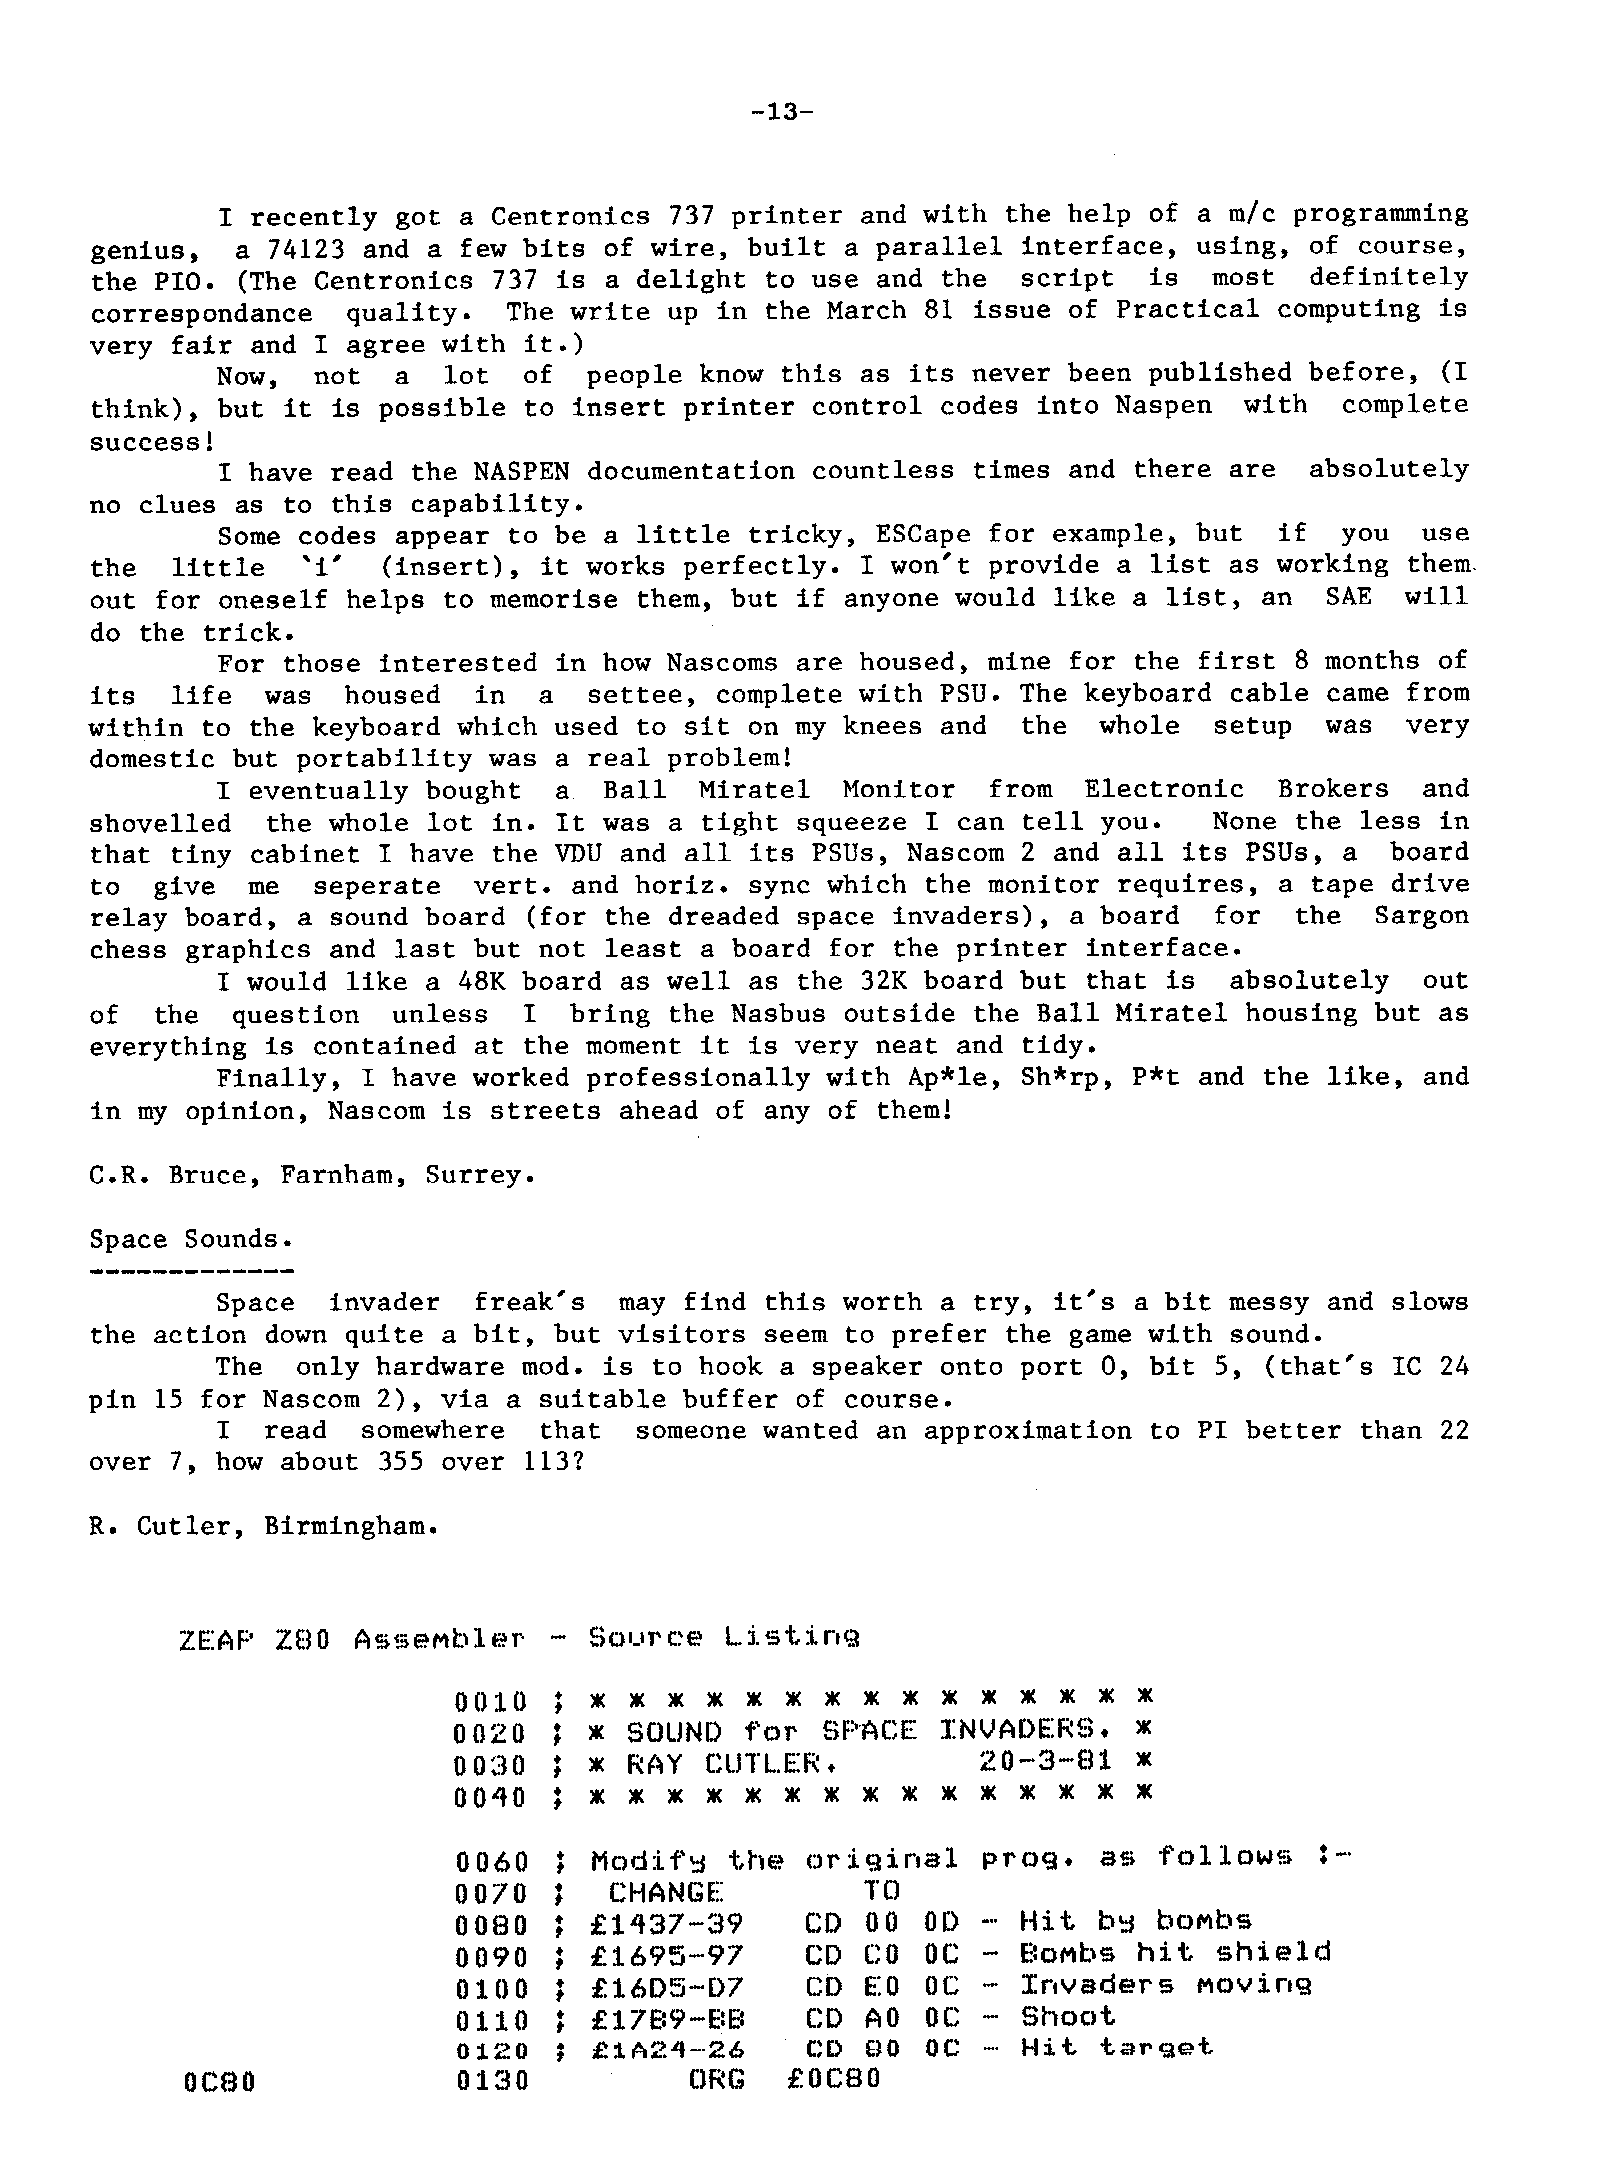 -13-
I recently got a Centronics 737 printer and with the help of a m/c programming
genius, a 74123 and a few bits of wire, built a parallel interface, using, of course,
the PIO. (The Centronics 737 is a delight to use and the script is most definitely
correspondance quality. The write up in the March 81 issue of Practical computing is
very fair and I agree with it.)
Now, not a lot of people know this as its never been published before, (I
think), but it is possible to insert printer control codes into Naspen with complete
success!
I have read the NASPEN documentation countless times and there are absolutely
no clues as to this capability.
Some codes appear to be a little tricky, ESCape for example, but if you use
the little `i´ (insert), it works perfectly. I won´t provide a list as working them
out for oneself helps to memorise them, but if anyone would like a list, an SAE will
do the trick.
For those interested in how Nascoms are housed, mine for the first 8 months of
its life was housed in a settee, complete with PSU. The keyboard cable came from
within to the keyboard which used to sit on my knees and the whole setup was very
domestic but portability was a real problem!
I eventually bought a Ball Miratel Monitor from Electronic Brokers and
shovelled the whole lot in. It was a tight squeeze I can tell you. None the less in
that tiny cabinet I have the VDU and all its PSUs, Nascom 2 and all its PSUs, a board
to give me seperate vert. and horiz. sync which the monitor requires, a tape drive
relay board, a sound board (for the dreaded space invaders), a board for the Sargon
chess graphics and last but not least a board for the printer interface.
I would like a 48K board as well as the 32K board but that is absolutely out
of the question unless I bring the Nasbus outside the Ball Miratel housing but as
everything is contained at the moment it is very neat and tidy.
Finally, I have worked professionally with Ap*le, Sh*rp, P*t and the like, and
in my opinion, Nascom is streets ahead of any of them!
C.R. Bruce, Farnham, Surrey.
Space Sounds.
-------------
Space invader freak´s may find this worth a try, it´s a bit messy and slows
the action down quite a bit, but visitors seem to prefer the game with sound.
The only hardware mod. is to hook a speaker onto port 0, bit 5, (that´s IC 24
pin 15 for Nascom 2), via a suitable buffer of course.
I read somewhere that someone wanted an approximation to PI better than 22
over 7, how about 355 over 113?
R. Cutler, Birmingham.
ZEAP Z80 Assembler - Source Listing
0010 ; * * * * * * * * * * * * * * *
0020 ; * SOUND for SPACE INVADERS. *
0030 ; * RAY CUTLER. 20-3-81 *
0040 ; * * * * * * * * * * * * * * *
0060 ; Modify the original prog. as follows :-
0070 ; CHANGE TO
0080 ; £1437-39 CD 00 0D - Hit by bombs
0090 ; £1695-97 CD C0 0C - Bombs hit shield
0100 ; £16D5-D7 CD E0 0C - Invaders moving
0110 ; £17B9-BB CD A0 0C - Shoot
0120 ; £1A24-26 CD 80 0C - Hit target
0C80 0130 ORG £0C80